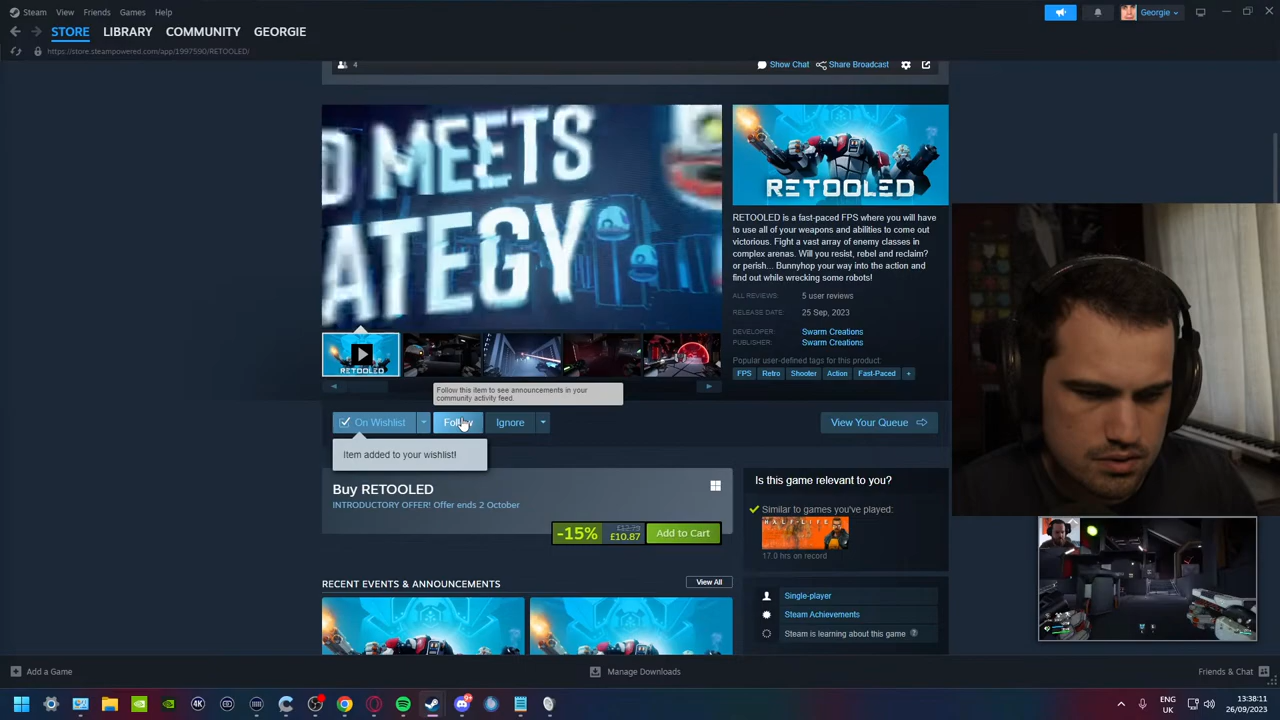 Steam View Friends Games Help
Georgie
STORE LIBRARY COMMUNITY GEORGIE
https://store.steampowered.com/app/1997590/RETOOLED/
4
Show Chat Share Broadcast
MEETS
ATEGY
RETOOLED
RETOOLED is a fast-paced FPS where you will have
to use all of your weapons and abilities to come out
victorious. Fight a vast array of enemy classes in
complex arenas. Will you resist, rebel and reclaim?
or perish... Bunnyhop your way into the action and
find out while wrecking some robots!
ALL REVIEWS: 5 user reviews
RELEASE DATE: 25 Sep, 2023
DEVELOPER: Swarm Creations
PUBLISHER: Swarm Creations
Popular user-defined tags for this product:
FPS Retro Shooter Action Fast-Paced +
RETOOLED
Follow this item to see announcements in your
community activity feed.
On Wishlist Follow Ignore View Your Queue
Item added to your wishlist!
Buy RETOOLED
INTRODUCTORY OFFER! Offer ends 2 October
-15% £12.79 £10.87 Add to Cart
Is this game relevant to you?
Similar to games you've played:
HALF-LIFE
17.0 hrs on record
RECENT EVENTS & ANNOUNCEMENTS View All
Single-player
Steam Achievements
Steam is learning about this game ?
Add a Game Manage Downloads Friends & Chat
ENG
UK
13:38:11
26/09/2023